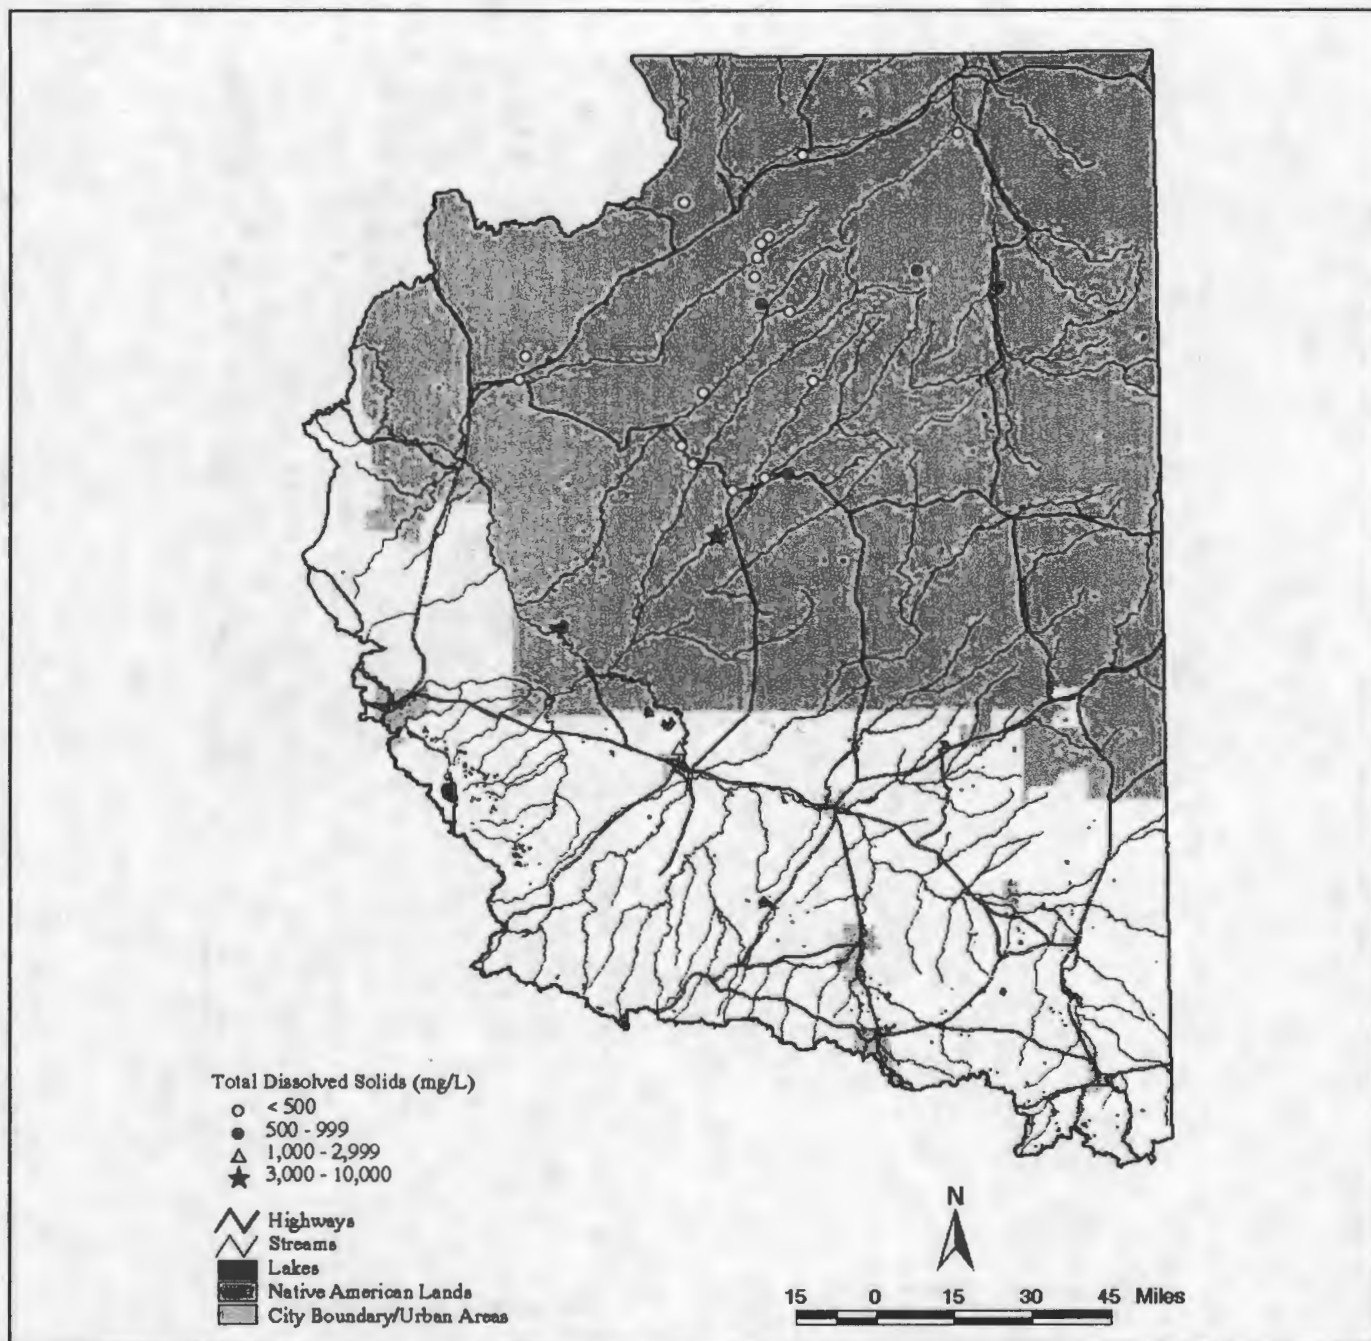 Total Dissolved Solids (mg/L)
< 500
500 - 999
1,000 - 2,999
3,000 - 10,000
Highways
Streams
Lakes
Native American Lands
City Boundary/Urban Areas
N
15 0 15 30 45 Miles